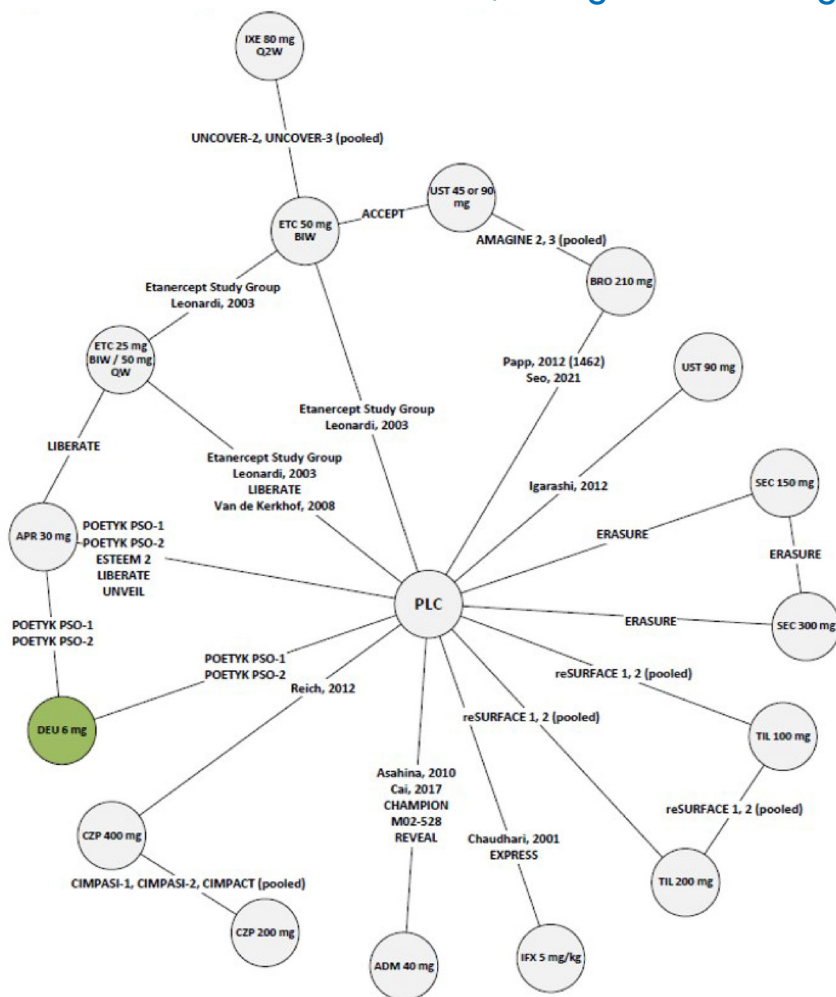 IXE 80 mg
Q2W
UNCOVER-2, UNCOVER-3 (pooled)
UST 45 or 90
mg
ACCEPT
ETC 50 mg
BIW
AMAGINE 2, 3 (pooled)
BRO 210 mg
Etanercept Study Group
Leonardi, 2003
ETC 25 mg
BIW / 50 mg
QW
Papp, 2012 (1462)
Seo, 2021
UST 90 mg
Etanercept Study Group
Leonardi, 2003
LIBERATE
Etanercept Study Group
Leonardi, 2003
LIBERATE
Van de Kerkhof, 2008
Igarashi, 2012
SEC 150 mg
APR 30 mg
POETYK PSO-1
POETYK PSO-2
ESTEEM 2
LIBERATE
UNVEIL
ERASURE
ERASURE
PLC
ERASURE
SEC 300 mg
POETYK PSO-1
POETYK PSO-2
POETYK PSO-1
POETYK PSO-2
Reich, 2012
reSURFACE 1, 2 (pooled)
reSURFACE 1, 2 (pooled)
DEU 6 mg
TIL 100 mg
Asahina, 2010
Cai, 2017
CHAMPION
M02-528
REVEAL
reSURFACE 1, 2 (pooled)
CZP 400 mg
Chaudhari, 2001
EXPRESS
CIMPASI-1, CIMPASI-2, CIMPACT (pooled)
TIL 200 mg
CZP 200 mg
ADM 40 mg
IFX 5 mg/kg